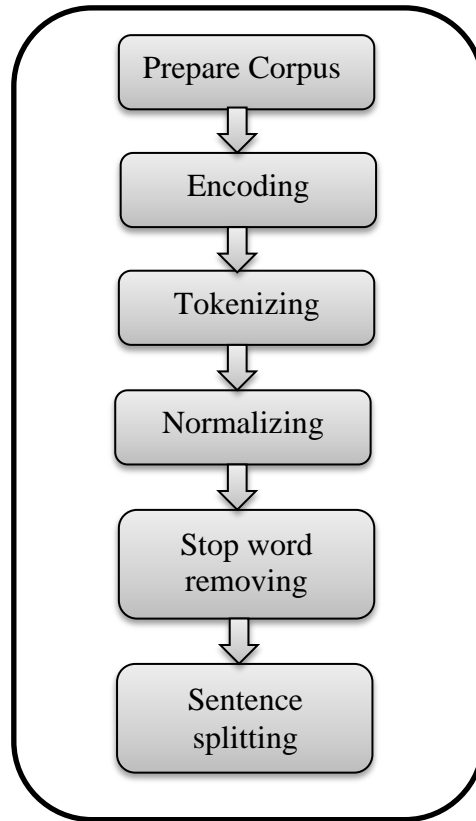 Prepare Corpus
Encoding
Tokenizing
Normalizing
Stop word
removing
Sentence
splitting